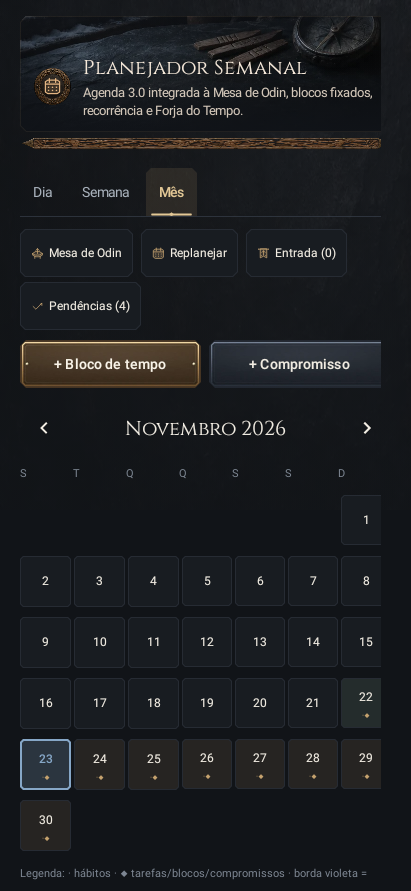 Planejador Semanal
Agenda 3.0 integrada à Mesa de Odin, blocos fixados,
recorrência e Forja do Tempo.
Dia Semana Mês
Mesa de Odin Replanejar Entrada (0)
Pendências (4)
+ Bloco de tempo + Compromisso
Novembro 2026
S T Q Q S S D
1
2 3 4 5 6 7 8
9 10 11 12 13 14 15
16 17 18 19 20 21 22
23 24 25 26 27 28 29
30
Legenda: · hábitos · ◆ tarefas/blocos/compromissos · borda violeta =